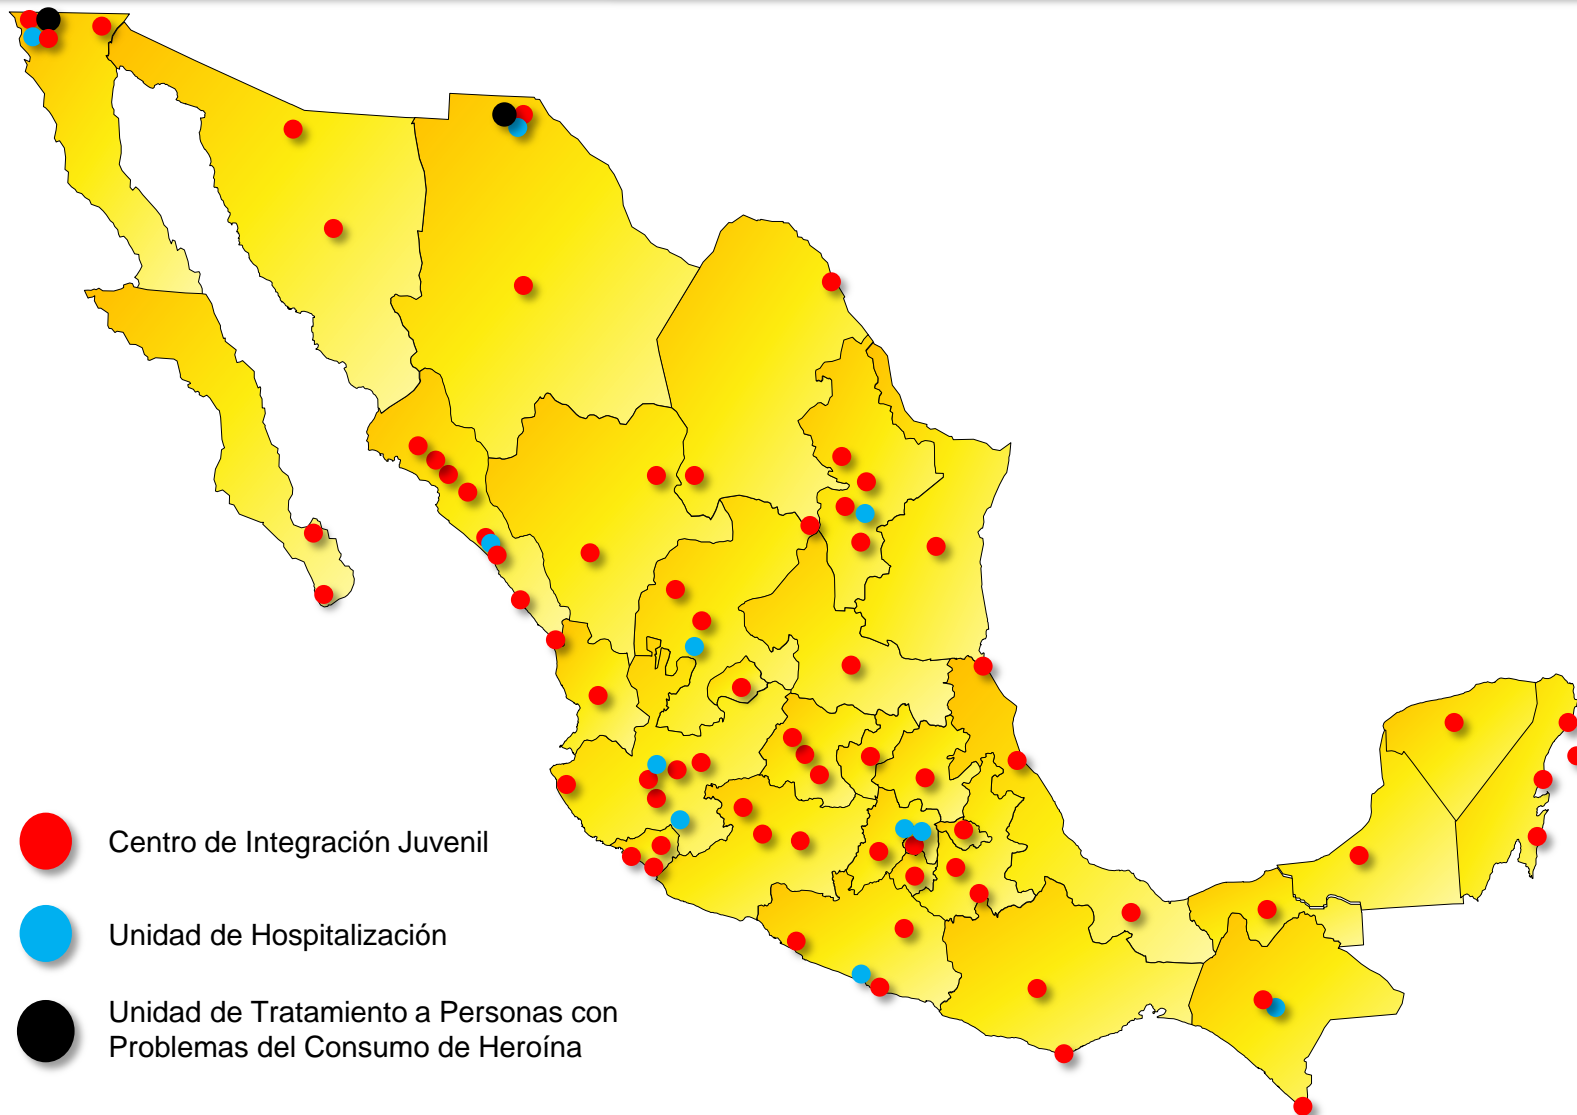 Centro de Integración Juvenil
Unidad de Hospitalización
Unidad de Tratamiento a Personas con
Problemas del Consumo de Heroína